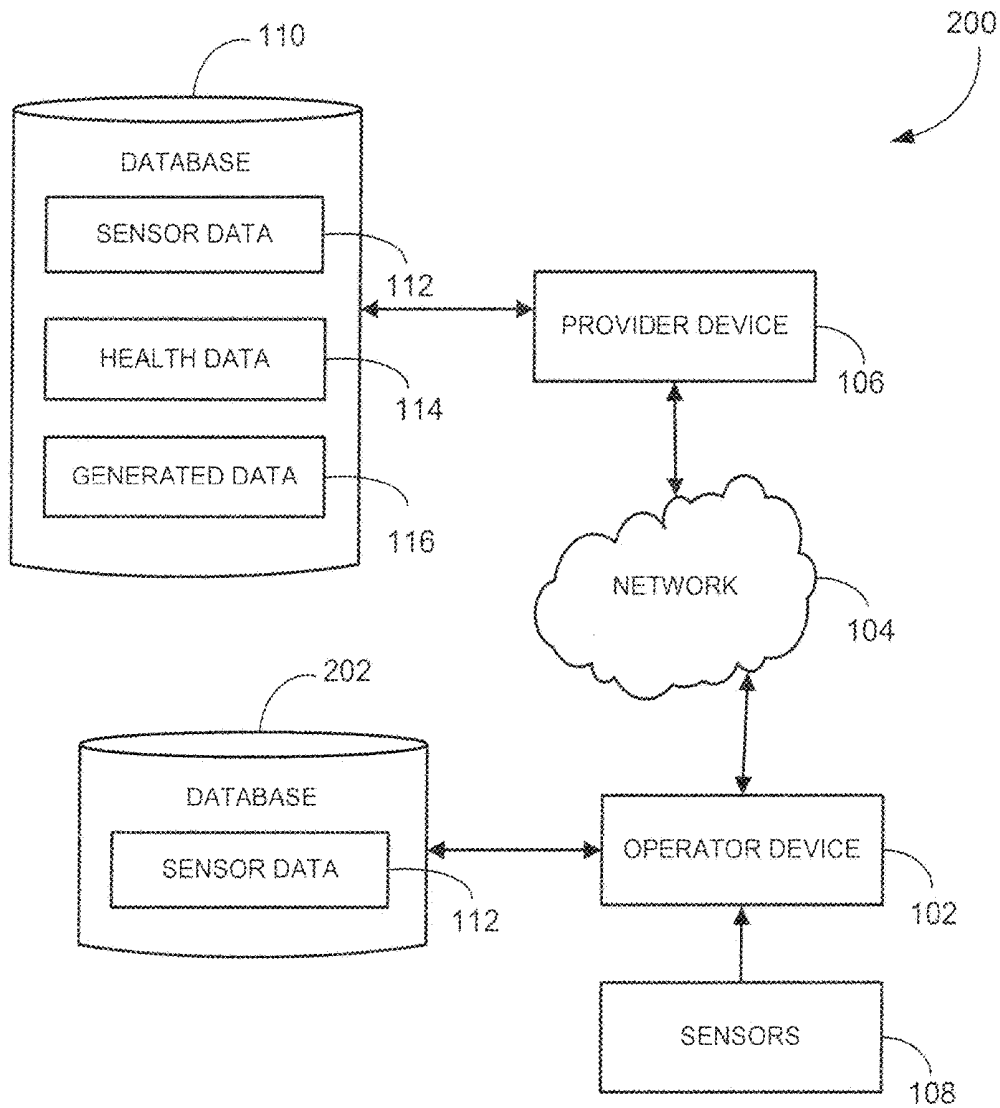 200
110
DATABASE
SENSOR DATA
112
HEALTH DATA
114
GENERATED DATA
116
PROVIDER DEVICE
106
NETWORK
104
202
DATABASE
SENSOR DATA
112
OPERATOR DEVICE
102
SENSORS
108